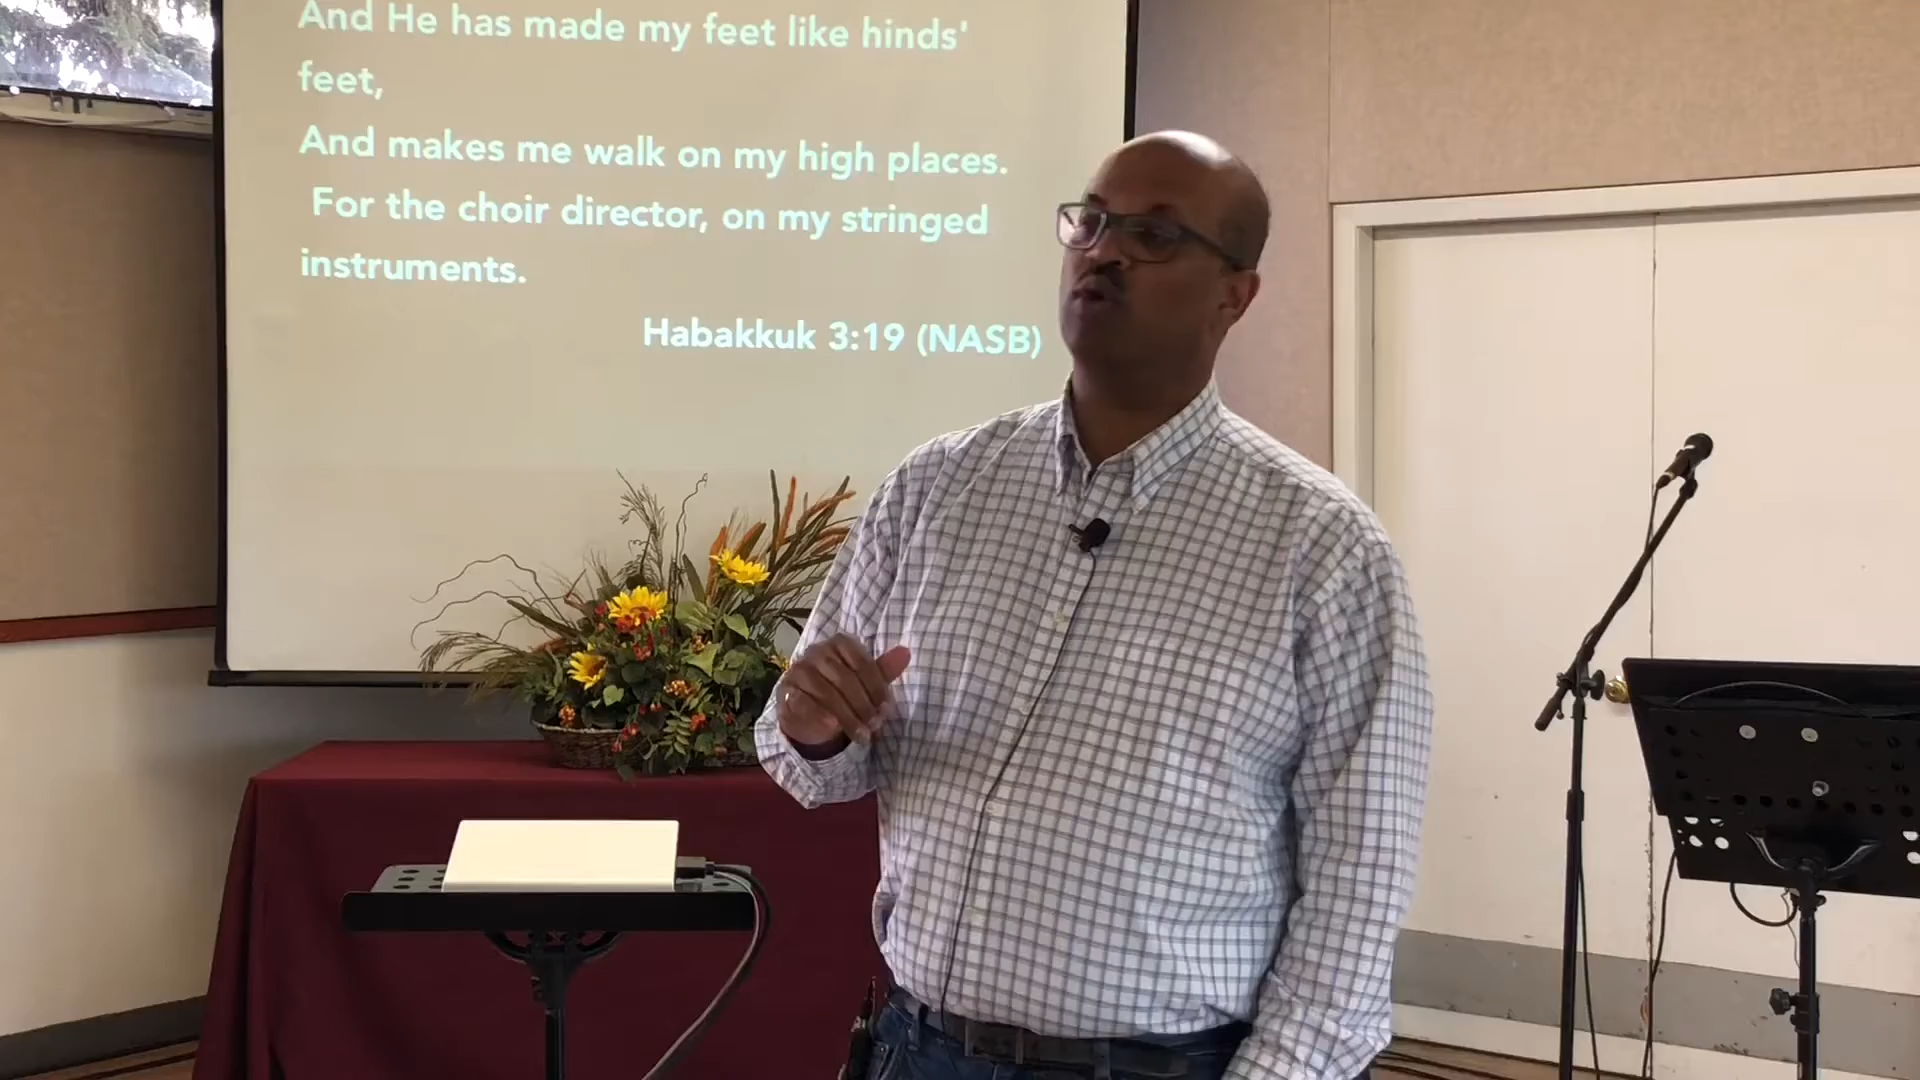 And He has made my feet like hinds'
feet,
And makes me walk on my high places.
For the choir director, on my stringed
instruments.
Habakkuk 3:19 (NASB)